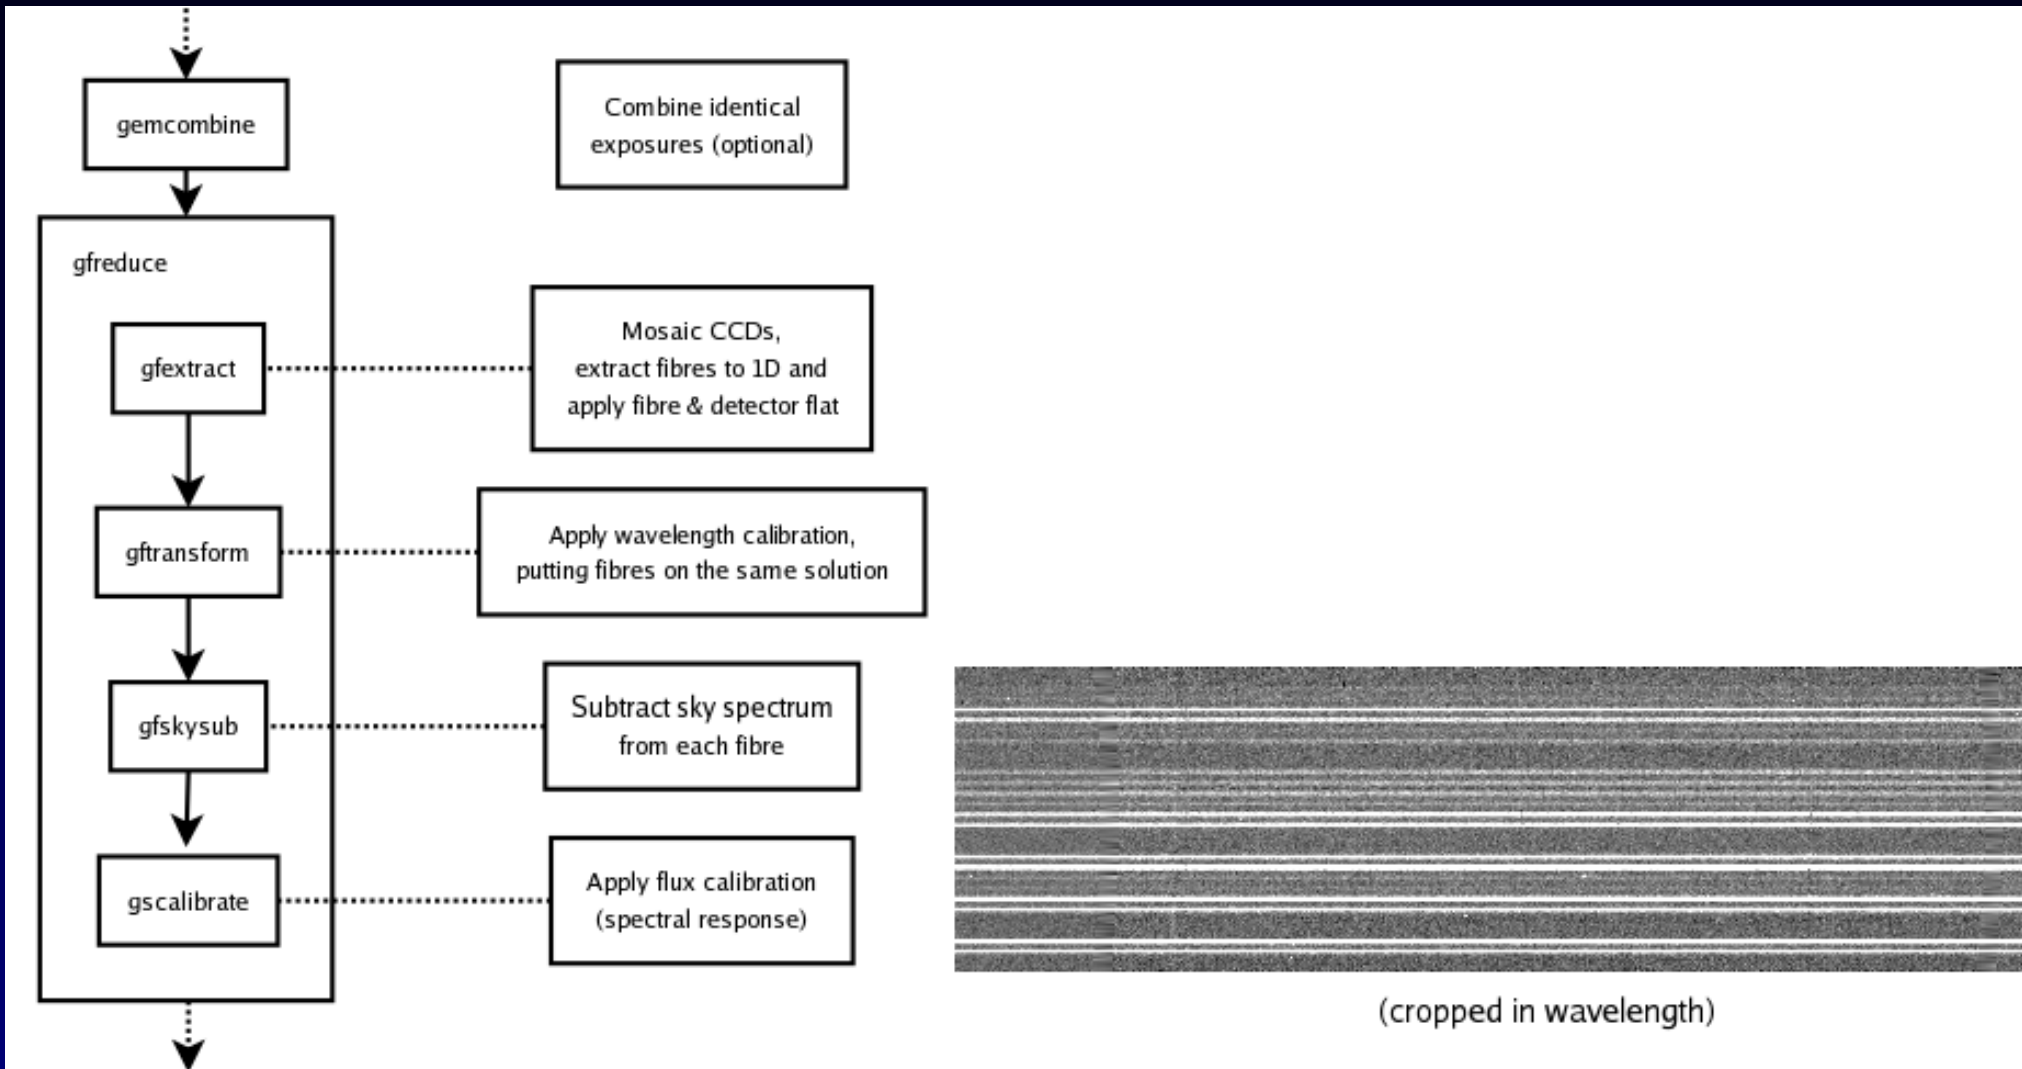 gemcombine
Combine identical
exposures (optional)
gfreduce
gfextract
Mosaic CCDs,
extract fibres to 1D and
apply fibre & detector flat
gftransform
Apply wavelength calibration,
putting fibres on the same solution
gfskysub
Subtract sky spectrum
from each fibre
gscalibrate
Apply flux calibration
(spectral response)
(cropped in wavelength)